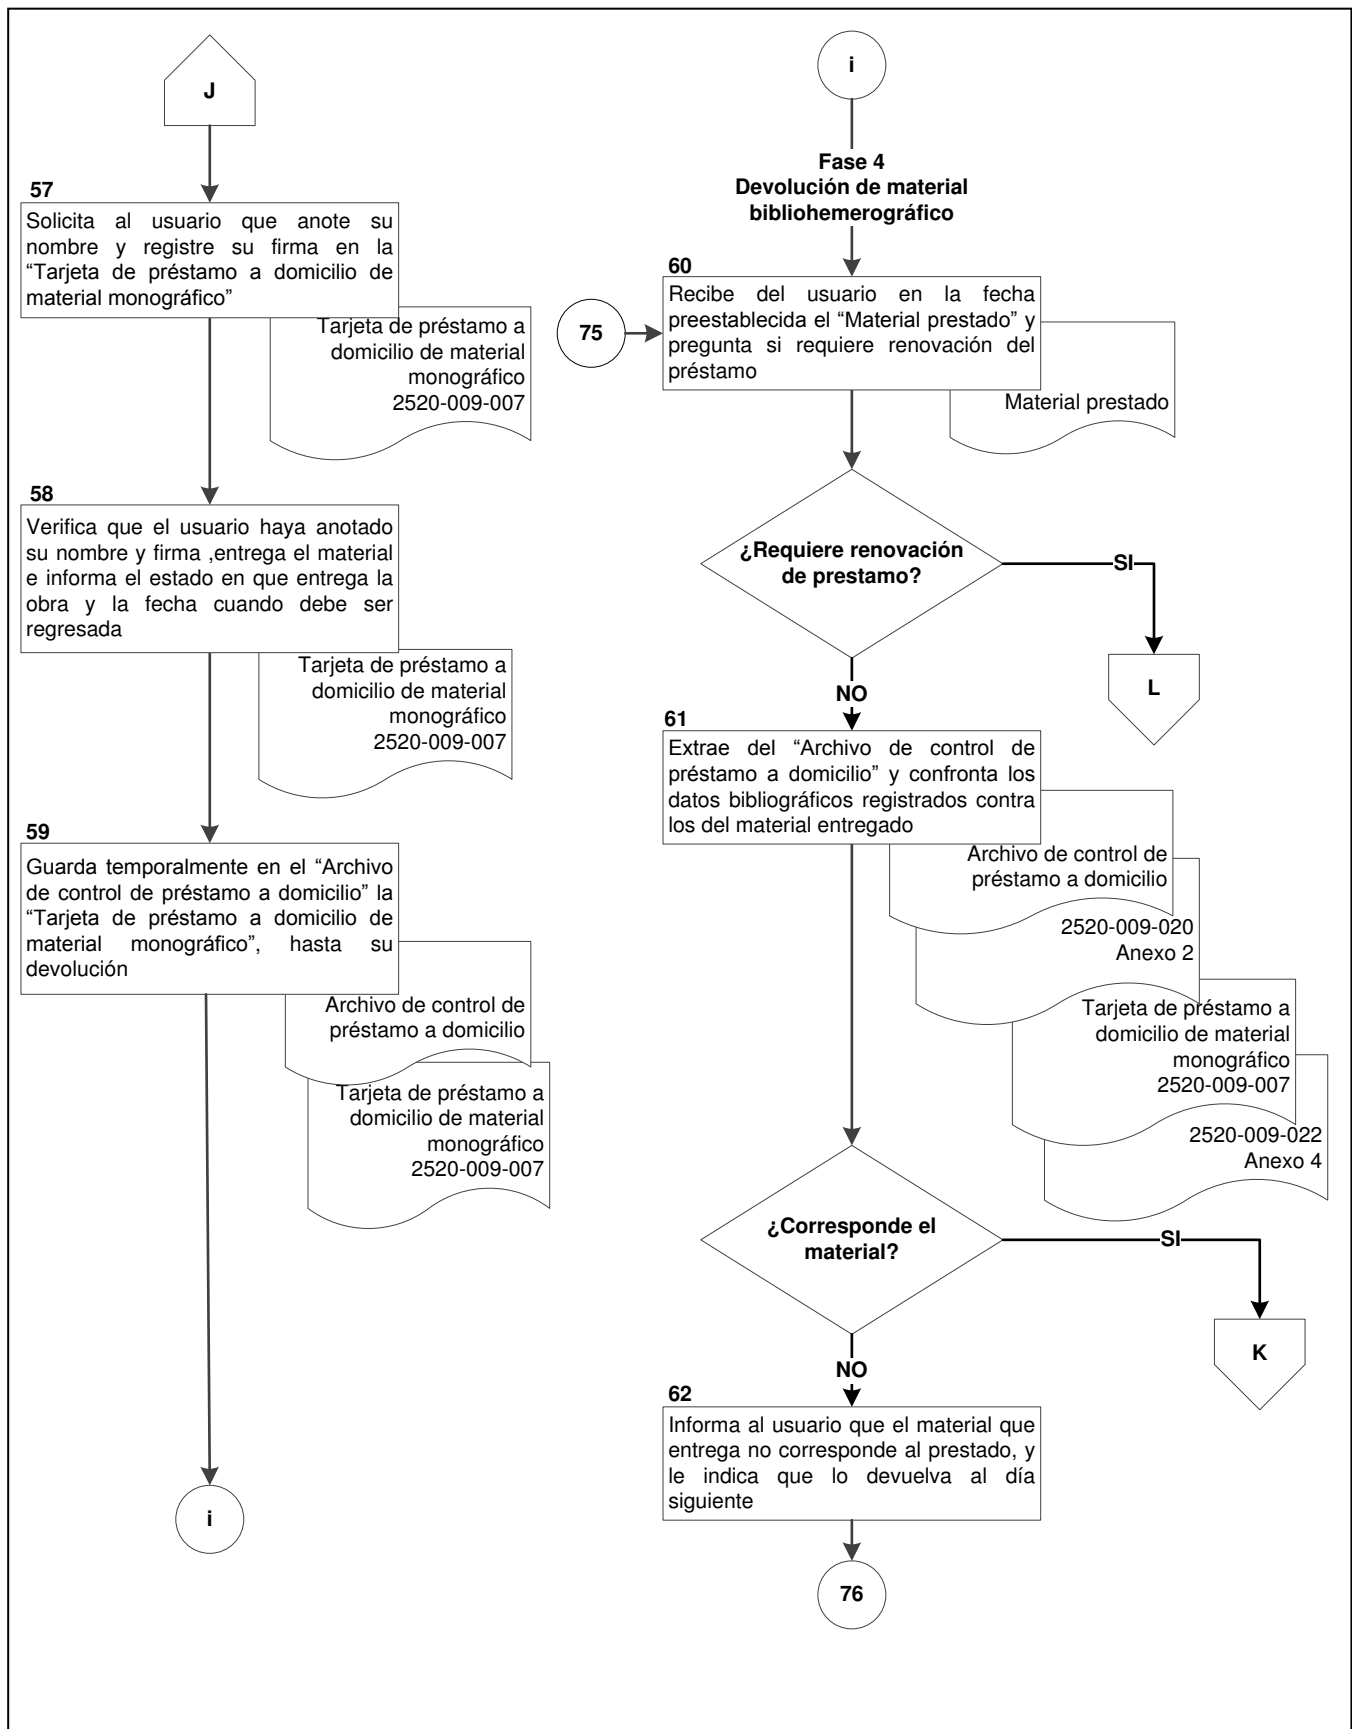 J
57
Solicita al usuario que anote su
nombre y registre su firma en la
“Tarjeta de préstamo a domicilio de
material monográfico”
Tarjeta de préstamo a
domicilio de material
monográfico
2520-009-007
58
Verifica que el usuario haya anotado
su nombre y firma ,entrega el material
e informa el estado en que entrega la
obra y la fecha cuando debe ser
regresada
Tarjeta de préstamo a
domicilio de material
monográfico
2520-009-007
59
Guarda temporalmente en el “Archivo
de control de préstamo a domicilio” la
“Tarjeta de préstamo a domicilio de
material monográfico”, hasta su
devolución
Archivo de control de
préstamo a domicilio
Tarjeta de préstamo a
domicilio de material
monográfico
2520-009-007
i
i
Fase 4
Devolución de material
bibliohemerográfico
60
75
Recibe del usuario en la fecha
preestablecida el “Material prestado” y
pregunta si requiere renovación del
préstamo
Material prestado
¿Requiere renovación
de prestamo?
SI
L
NO
61
Extrae del “Archivo de control de
préstamo a domicilio” y confronta los
datos bibliográficos registrados contra
los del material entregado
Archivo de control de
préstamo a domicilio
2520-009-020
Anexo 2
Tarjeta de préstamo a
domicilio de material
monográfico
2520-009-007
2520-009-022
Anexo 4
¿Corresponde el
material?
SI
K
NO
62
Informa al usuario que el material que
entrega no corresponde al prestado, y
le indica que lo devuelva al día
siguiente
76